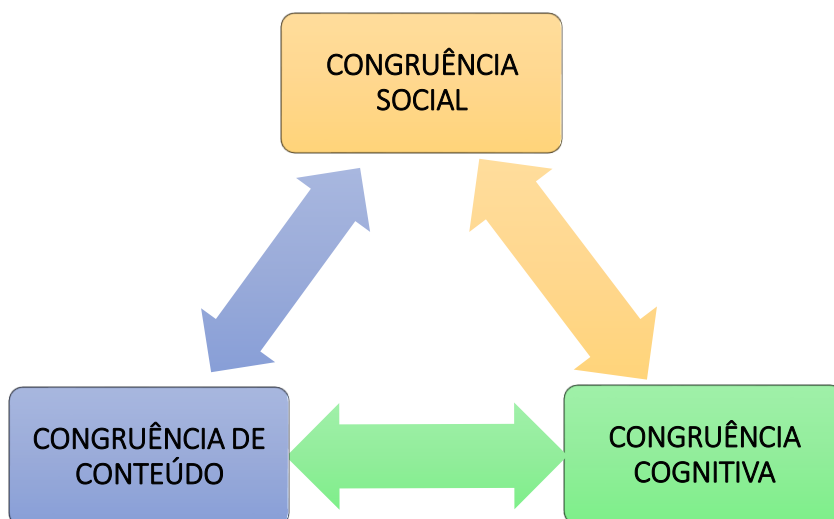 CONGRUÊNCIA
SOCIAL
CONGRUÊNCIA DE
CONTEÚDO
CONGRUÊNCIA
COGNITIVA